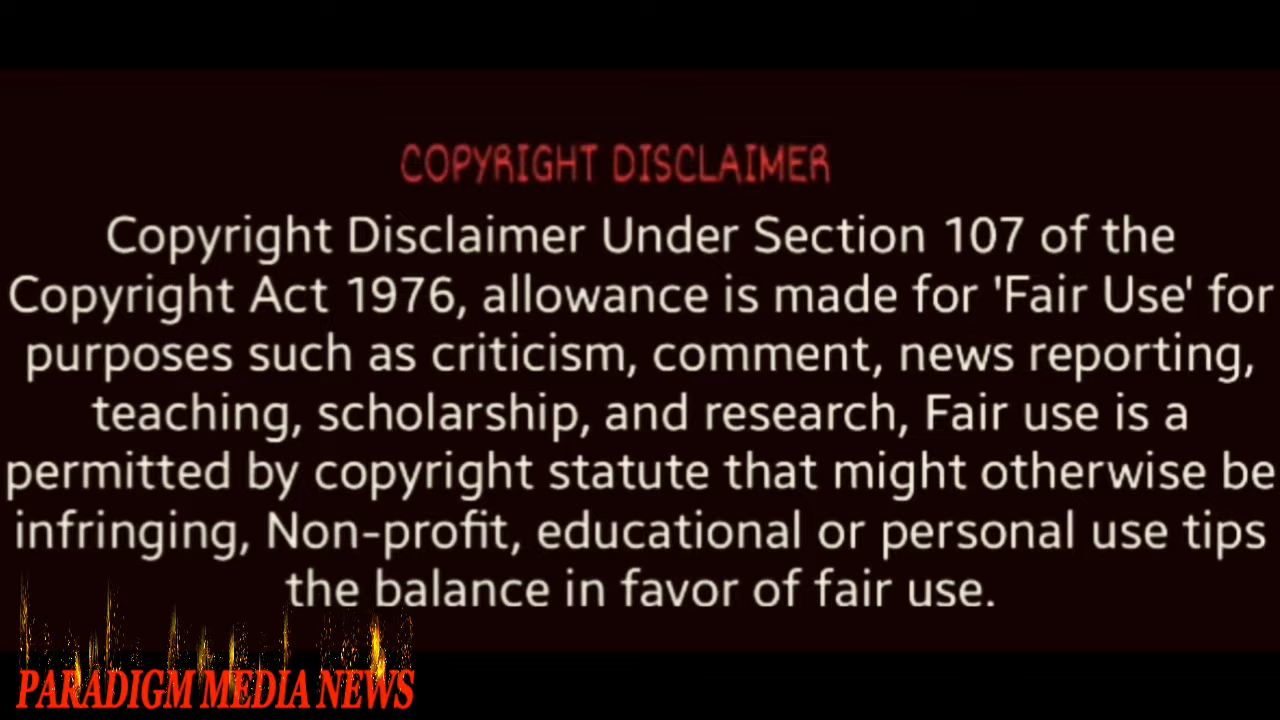 COPYRIGHT DISCLAIMER
Copyright Disclaimer Under Section 107 of the
Copyright Act 1976, allowance is made for 'Fair Use' for
purposes such as criticism, comment, news reporting,
teaching, scholarship, and research, Fair use is a
permitted by copyright statute that might otherwise be
infringing, Non-profit, educational or personal use tips
the balance in favor of fair use.
PARADIGM MEDIA NEWS